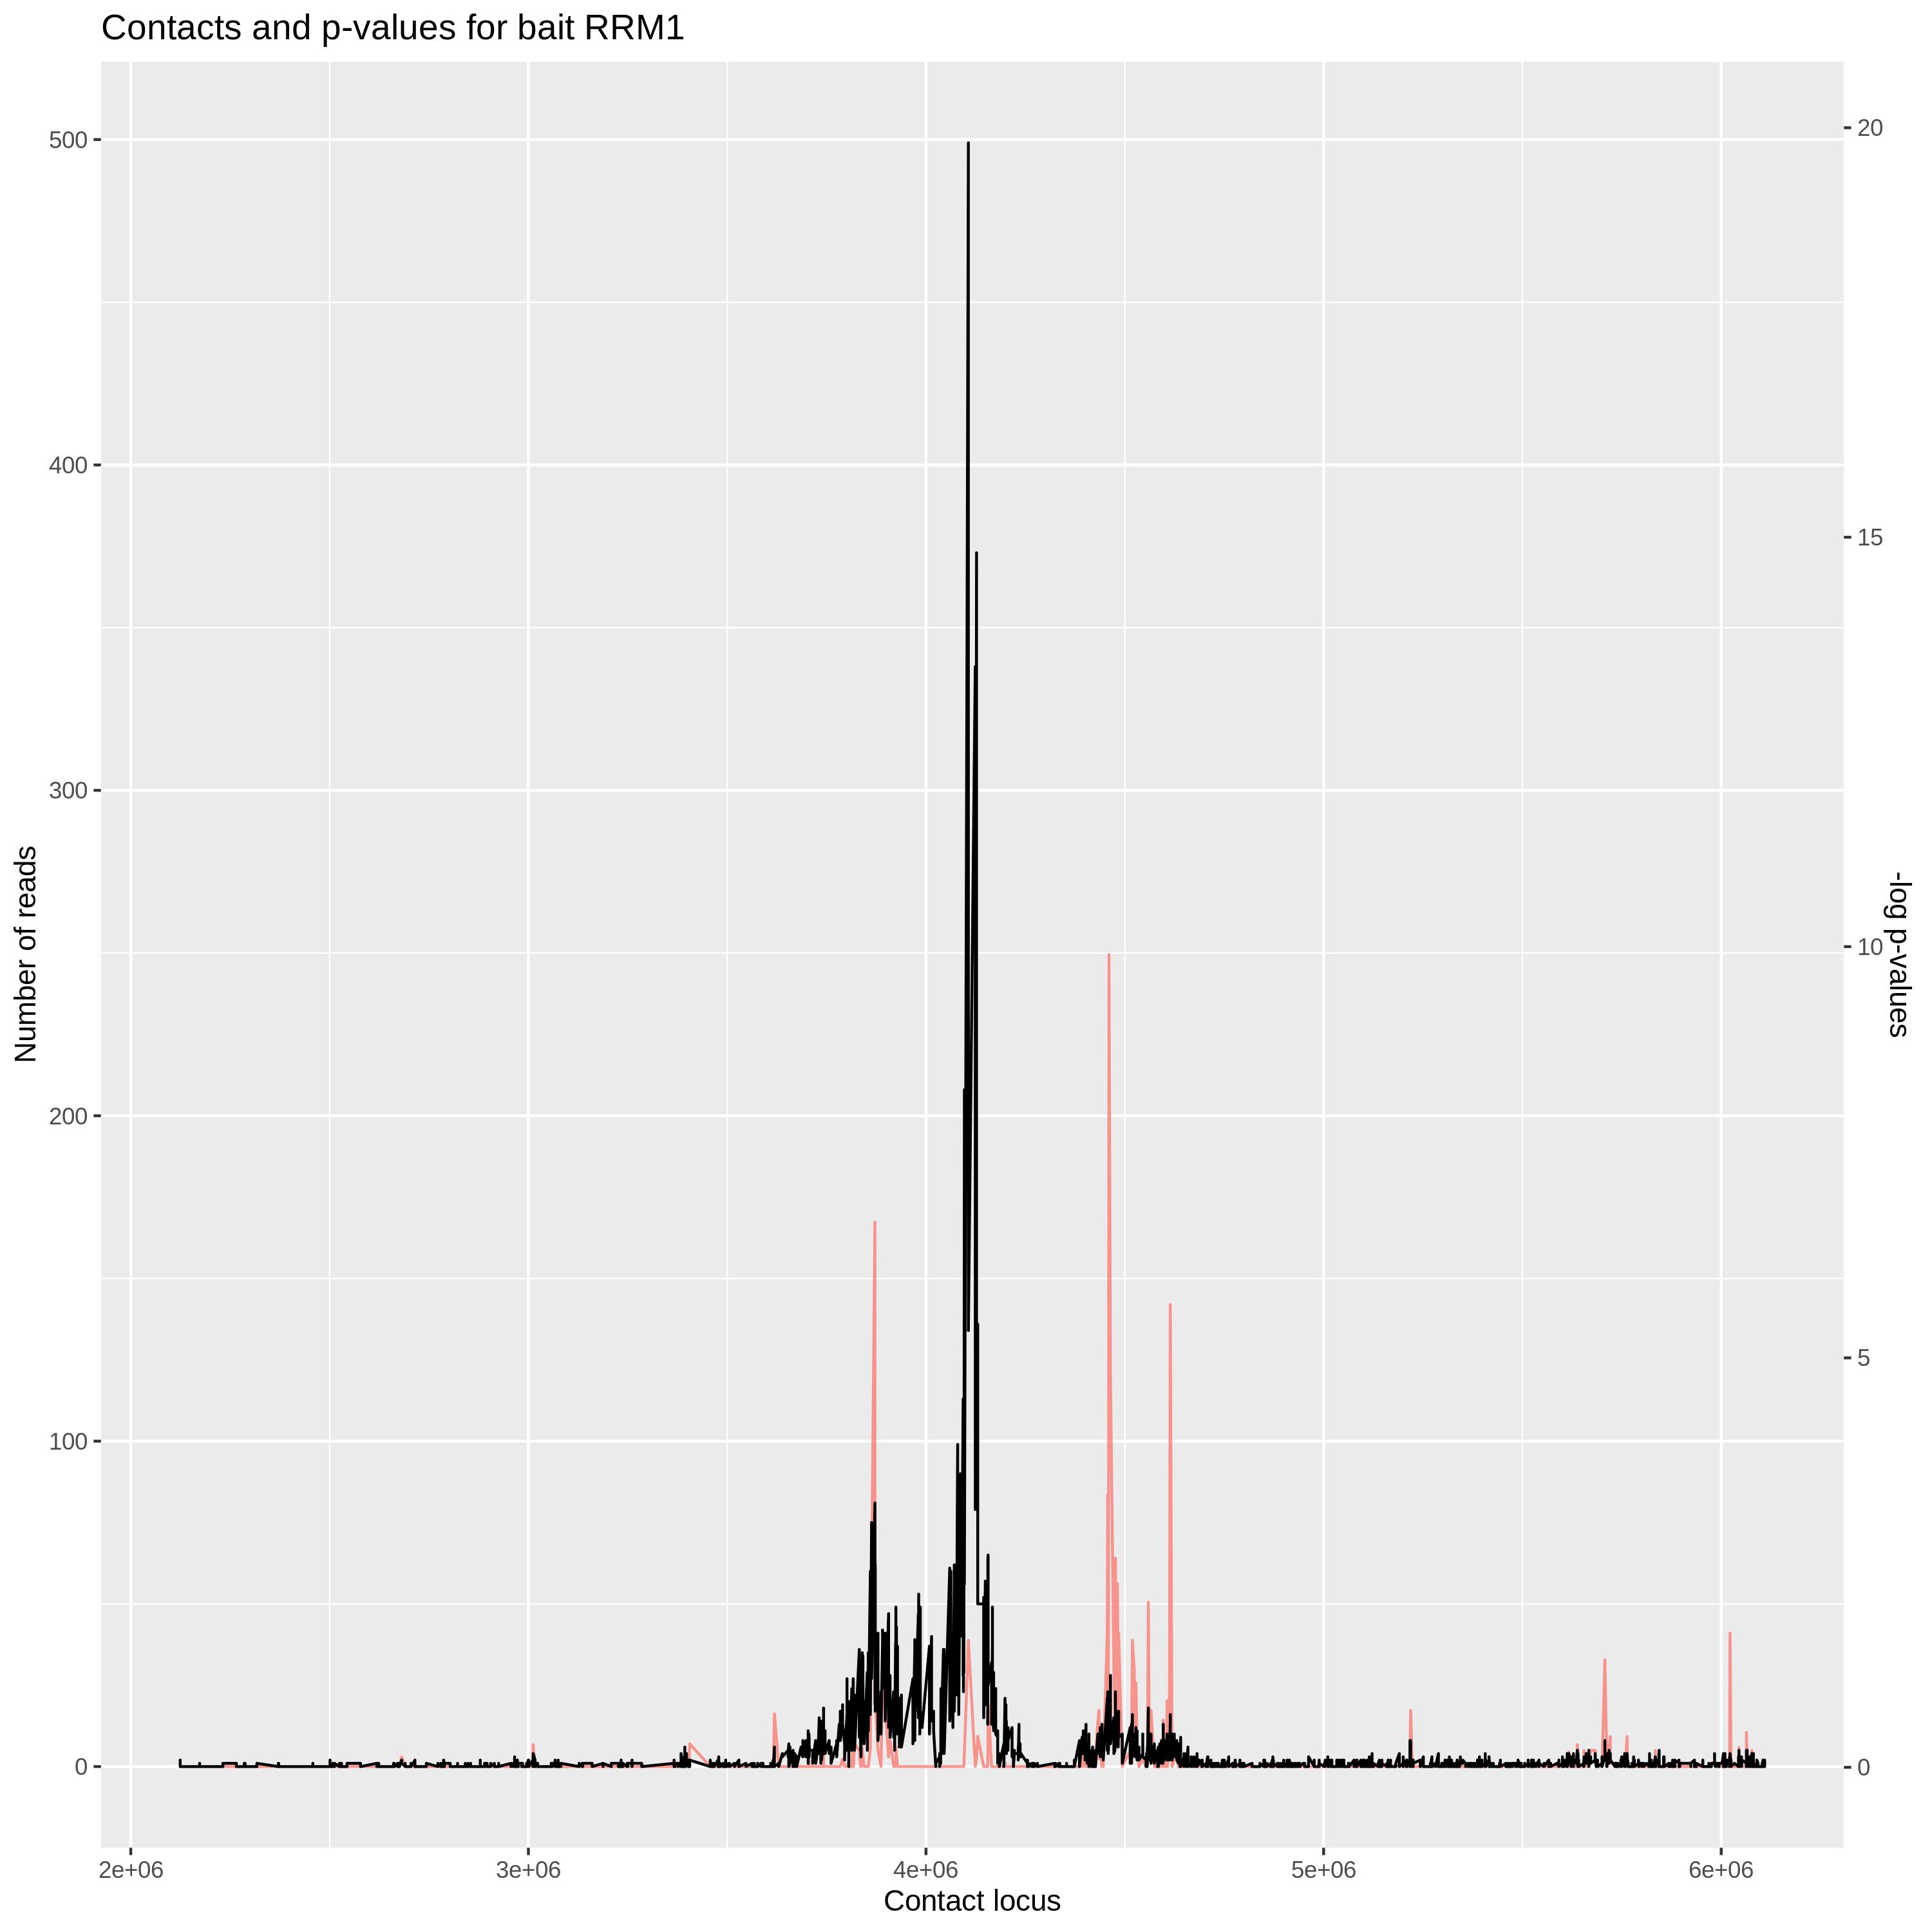 Contacts and p-values for bait RRM1
Number of reads
500
400
300
200
100
0
20
15
10
5
0
-log p-values
2e+06
3e+06
4e+06
5e+06
6e+06
Contact locus